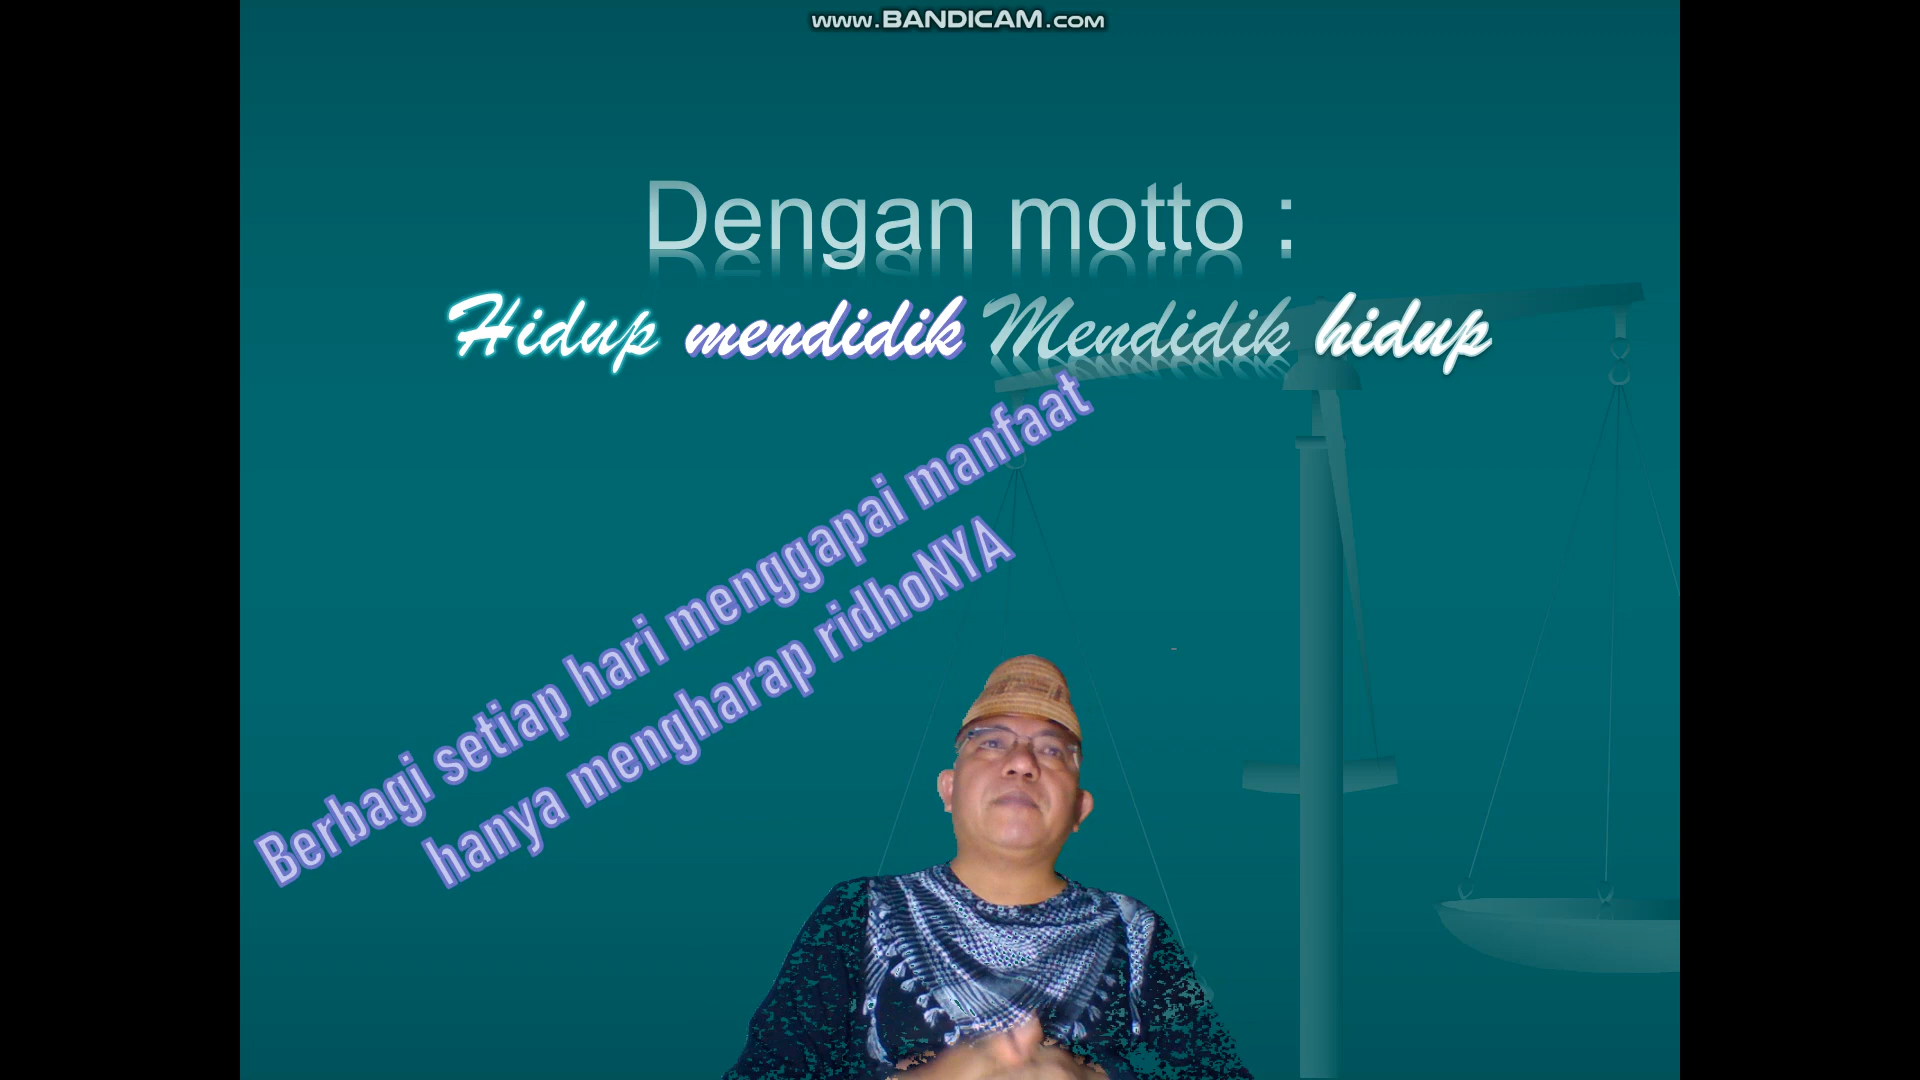 www.BANDICAM.com
Dengan motto :
Hidup mendidik Mendidik hidup
Berbagi setiap hari menggapai manfaat
hanya mengharap ridhoNYA